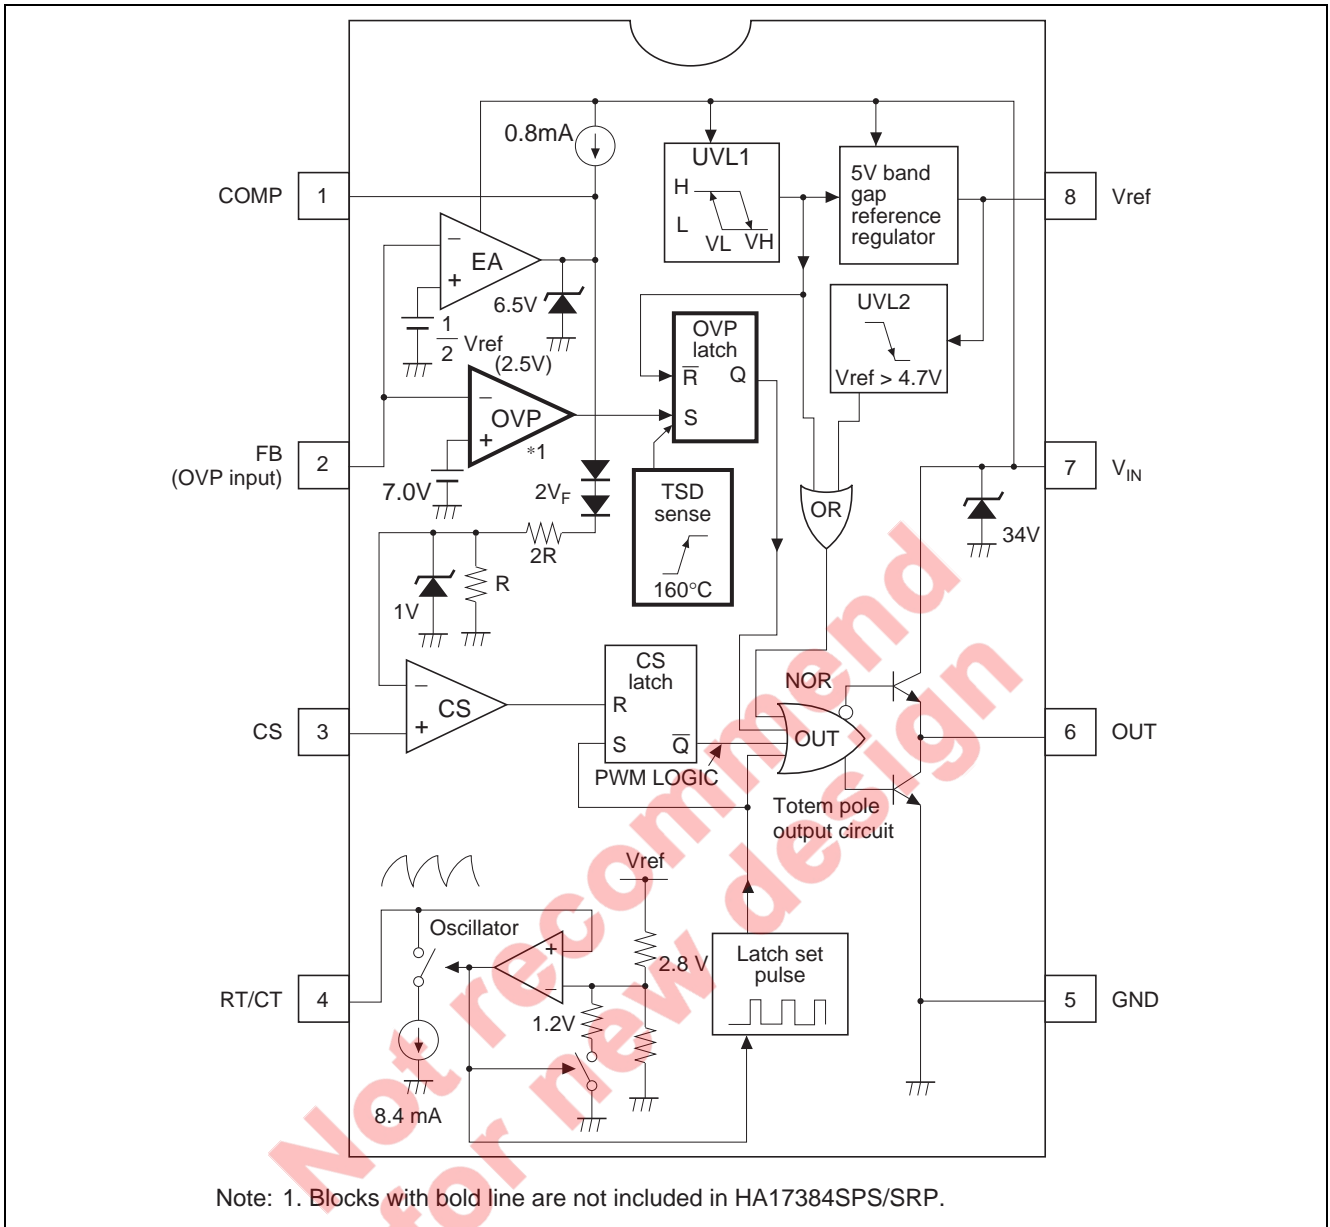 0.8mA
UVL1
H
L
VL VH
5V band
gap
reference
regulator
COMP 1
8 Vref
EA
−
+
6.5V
1/2 Vref
(2.5V)
OVP
latch
R̅ Q
S
UVL2
Vref > 4.7V
−
OVP
+
*1
7.0V
FB
(OVP input)
2
7 VIN
2VF
TSD
sense
160°C
OR
34V
2R
R
1V
CS
latch
R
S Q̅
NOR
−
CS
+
CS 3
OUT
6 OUT
PWM LOGIC
Totem pole
output circuit
Vref
Oscillator
+
−
2.8 V
Latch set
pulse
RT/CT 4
5 GND
1.2V
8.4 mA
Not recommend
for new design
Note: 1. Blocks with bold line are not included in HA17384SPS/SRP.